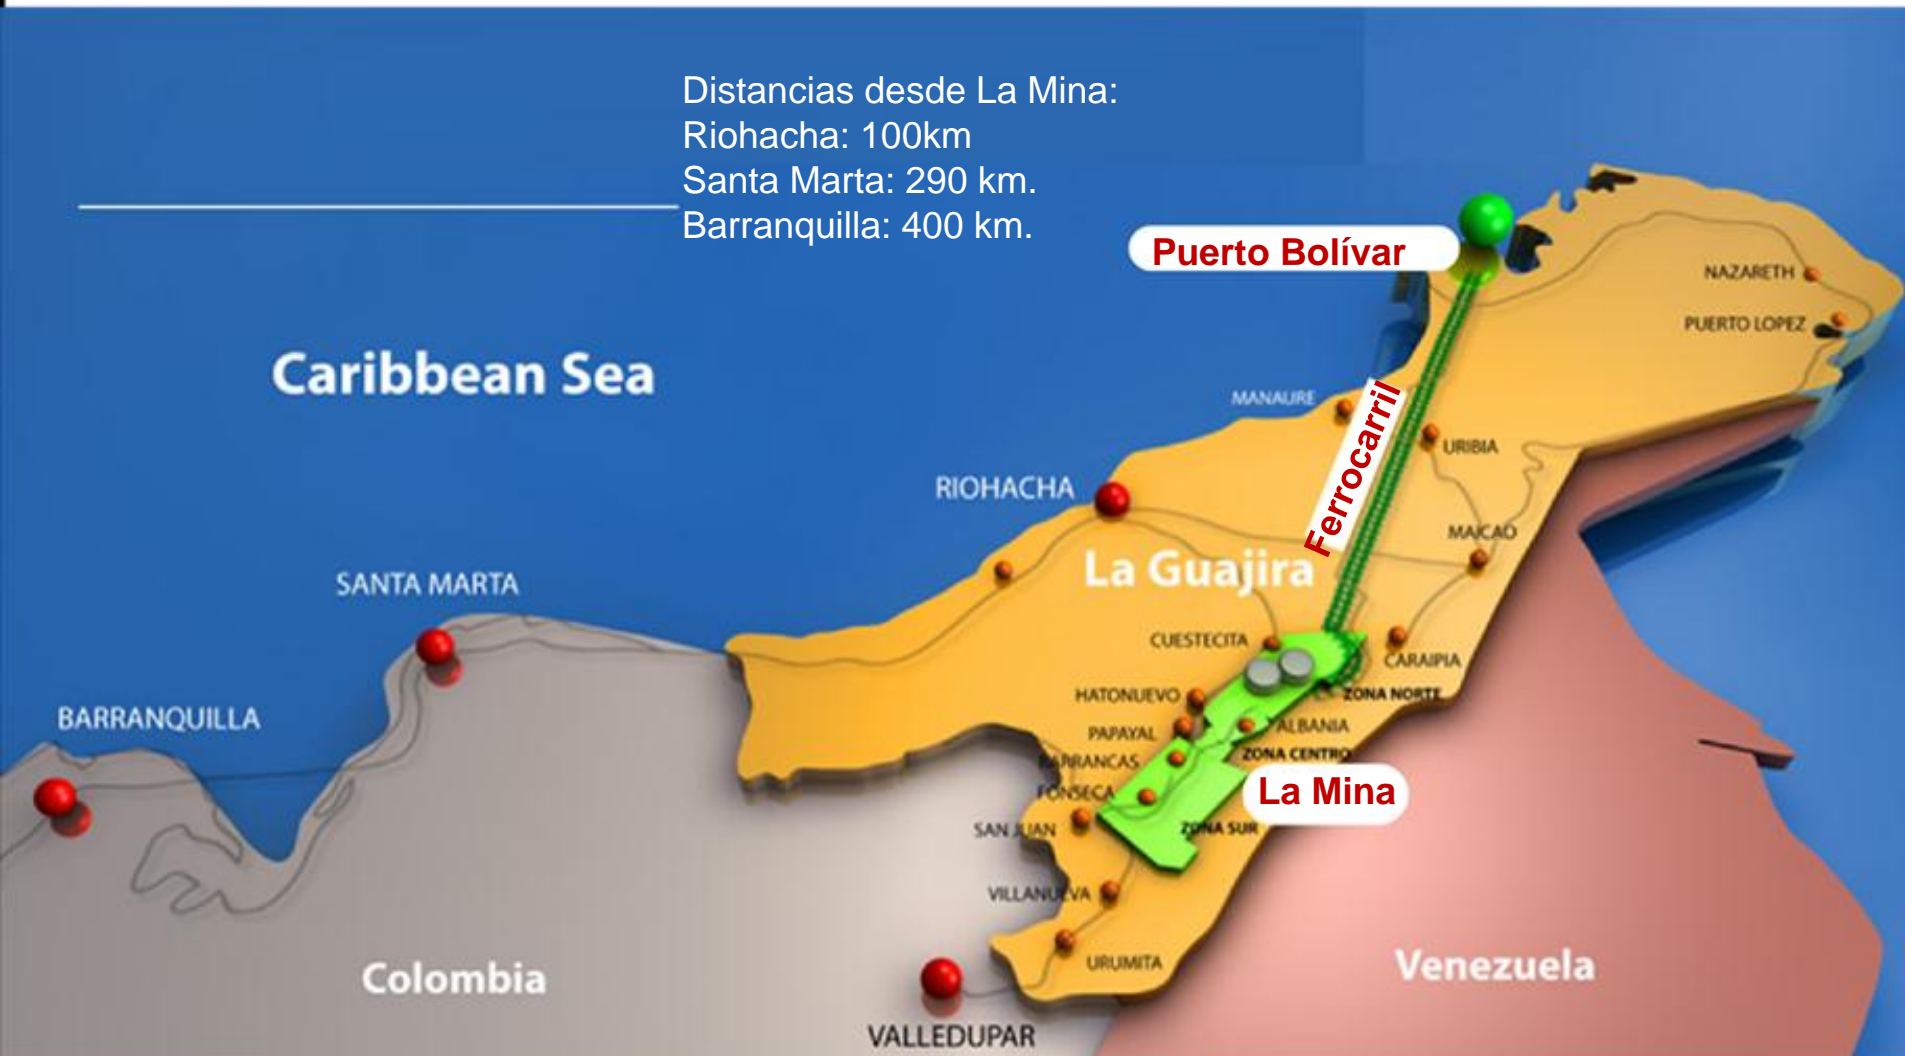 Distancias desde La Mina:
Riohacha: 100km
Santa Marta: 290 km.
Barranquilla: 400 km.
Puerto Bolívar
NAZARETH
PUERTO LOPEZ
Caribbean Sea
MANAURE
Ferrocarril
URIBIA
RIOHACHA
MAICAO
La Guajira
SANTA MARTA
CUESTECITA
CARAIPIA
HATONUEVO
ZONA NORTE
BARRANQUILLA
PAPAYAL
ALBANIA
BARRANCAS
ZONA CENTRO
FONSECA
La Mina
SAN JUAN
ZONA SUR
VILLANUEVA
URUMITA
Colombia
Venezuela
VALLEDUPAR